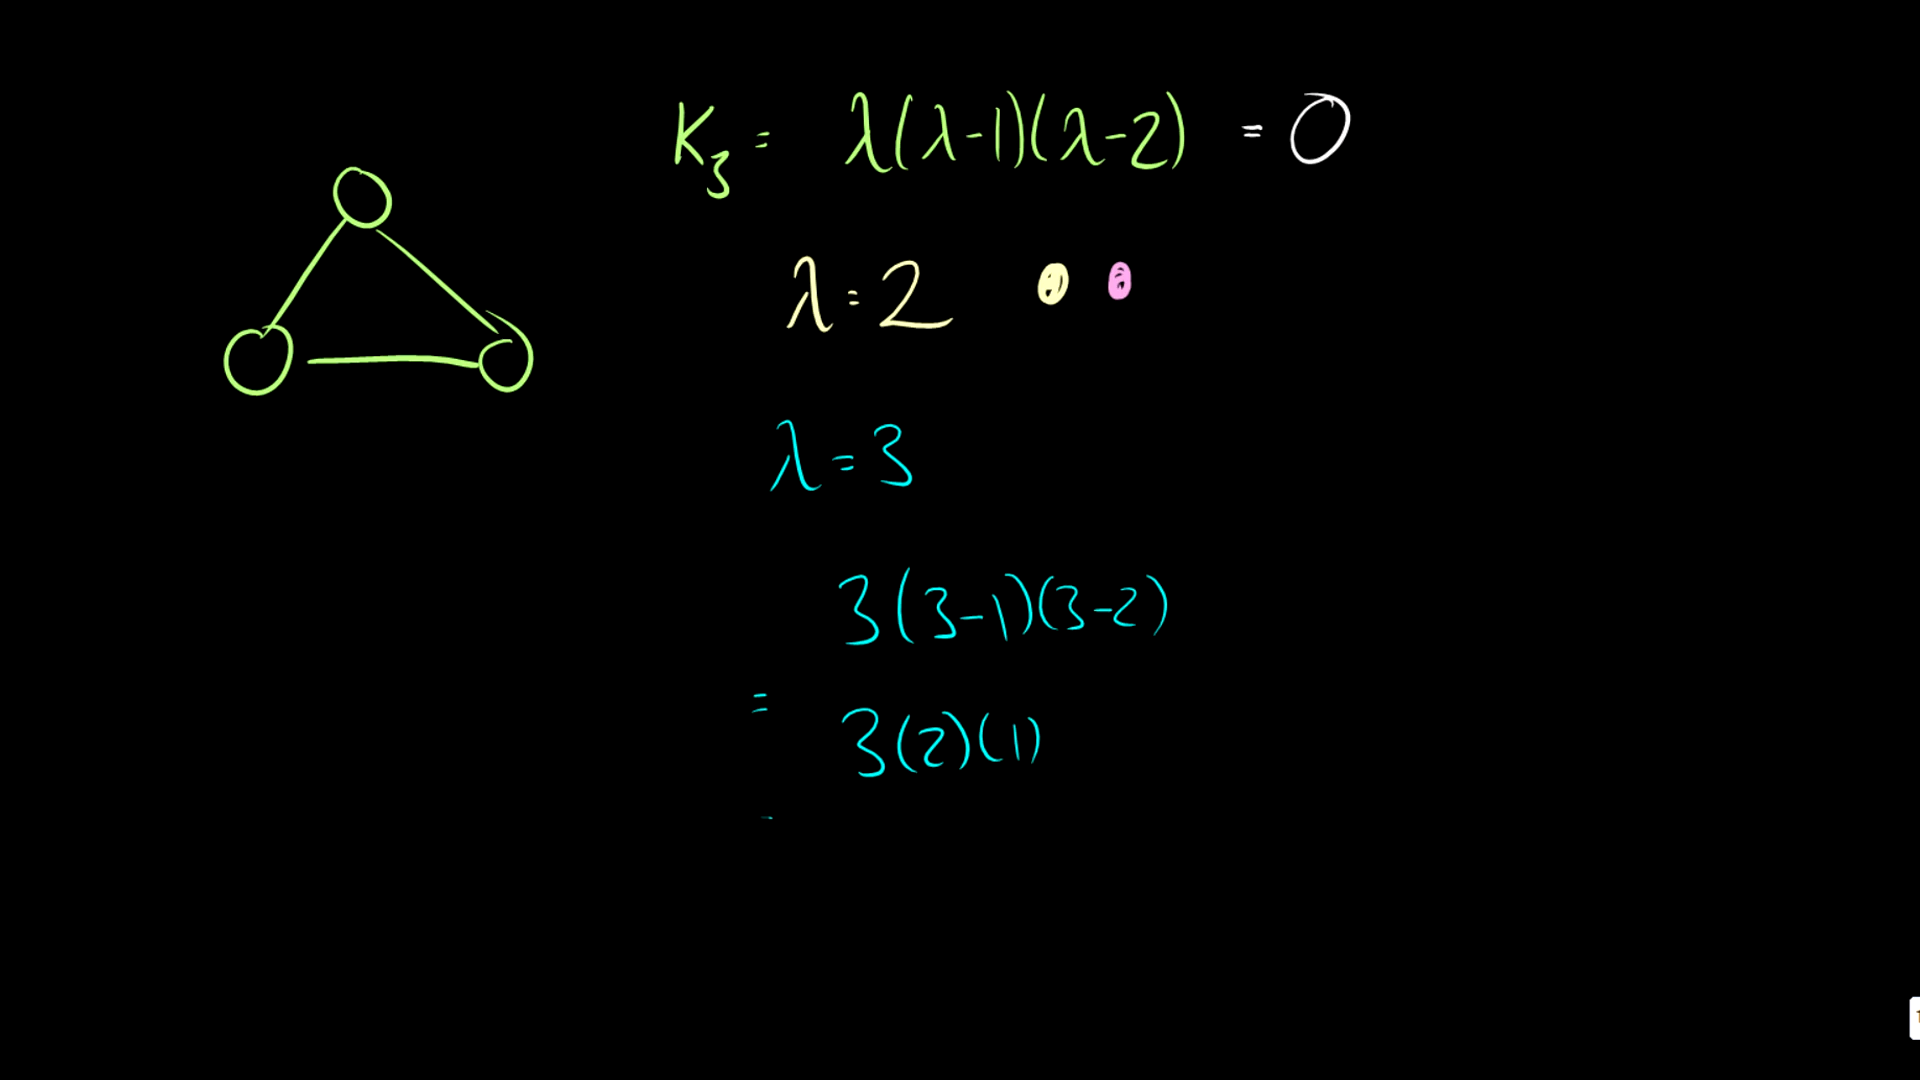 K₃ = λ(λ-1)(λ-2) = 0
λ = 2
λ = 3
3(3-1)(3-2)
= 3(2)(1)